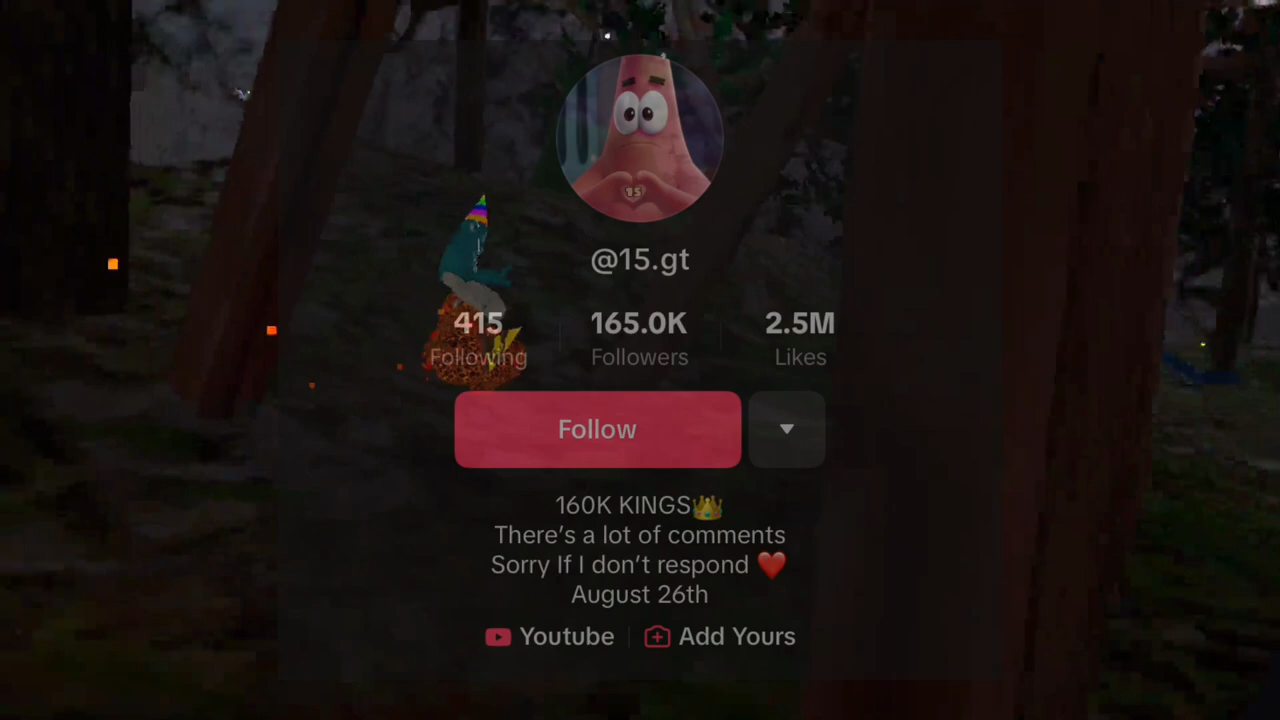 15
@15.gt
415 165.0K 2.5M
Following Followers Likes
Follow
160K KINGS👑
There's a lot of comments
Sorry If I don't respond ❤️
August 26th
Youtube Add Yours